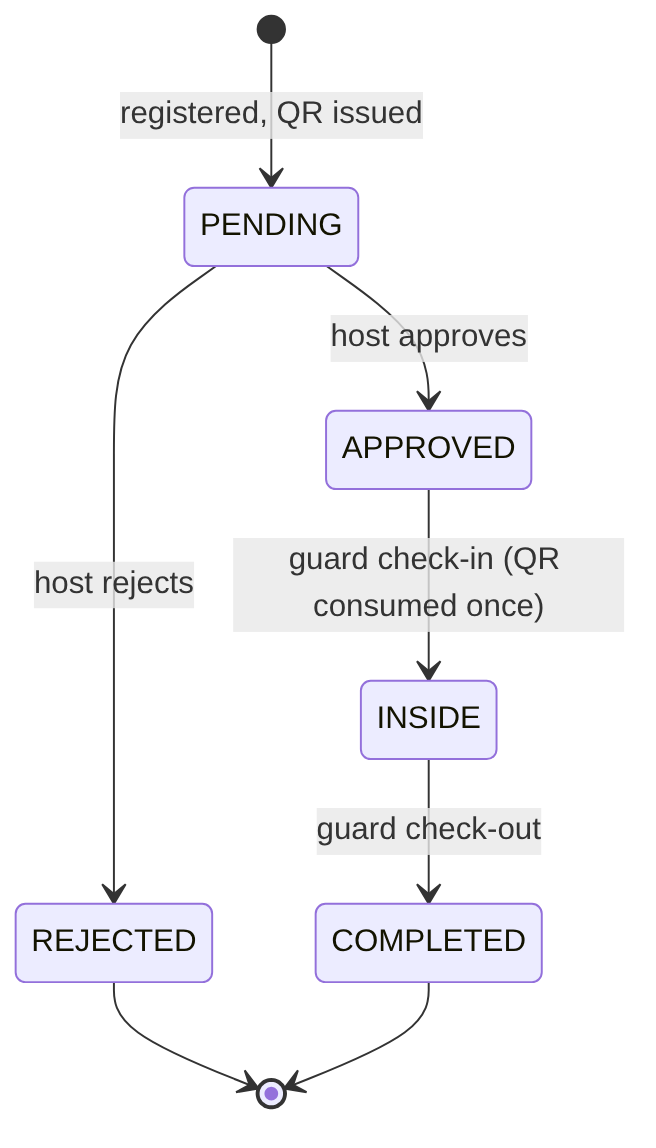 registered, QR issued
PENDING
host approves
APPROVED
guard check-in (QR
consumed once)
host rejects
INSIDE
guard check-out
REJECTED
COMPLETED